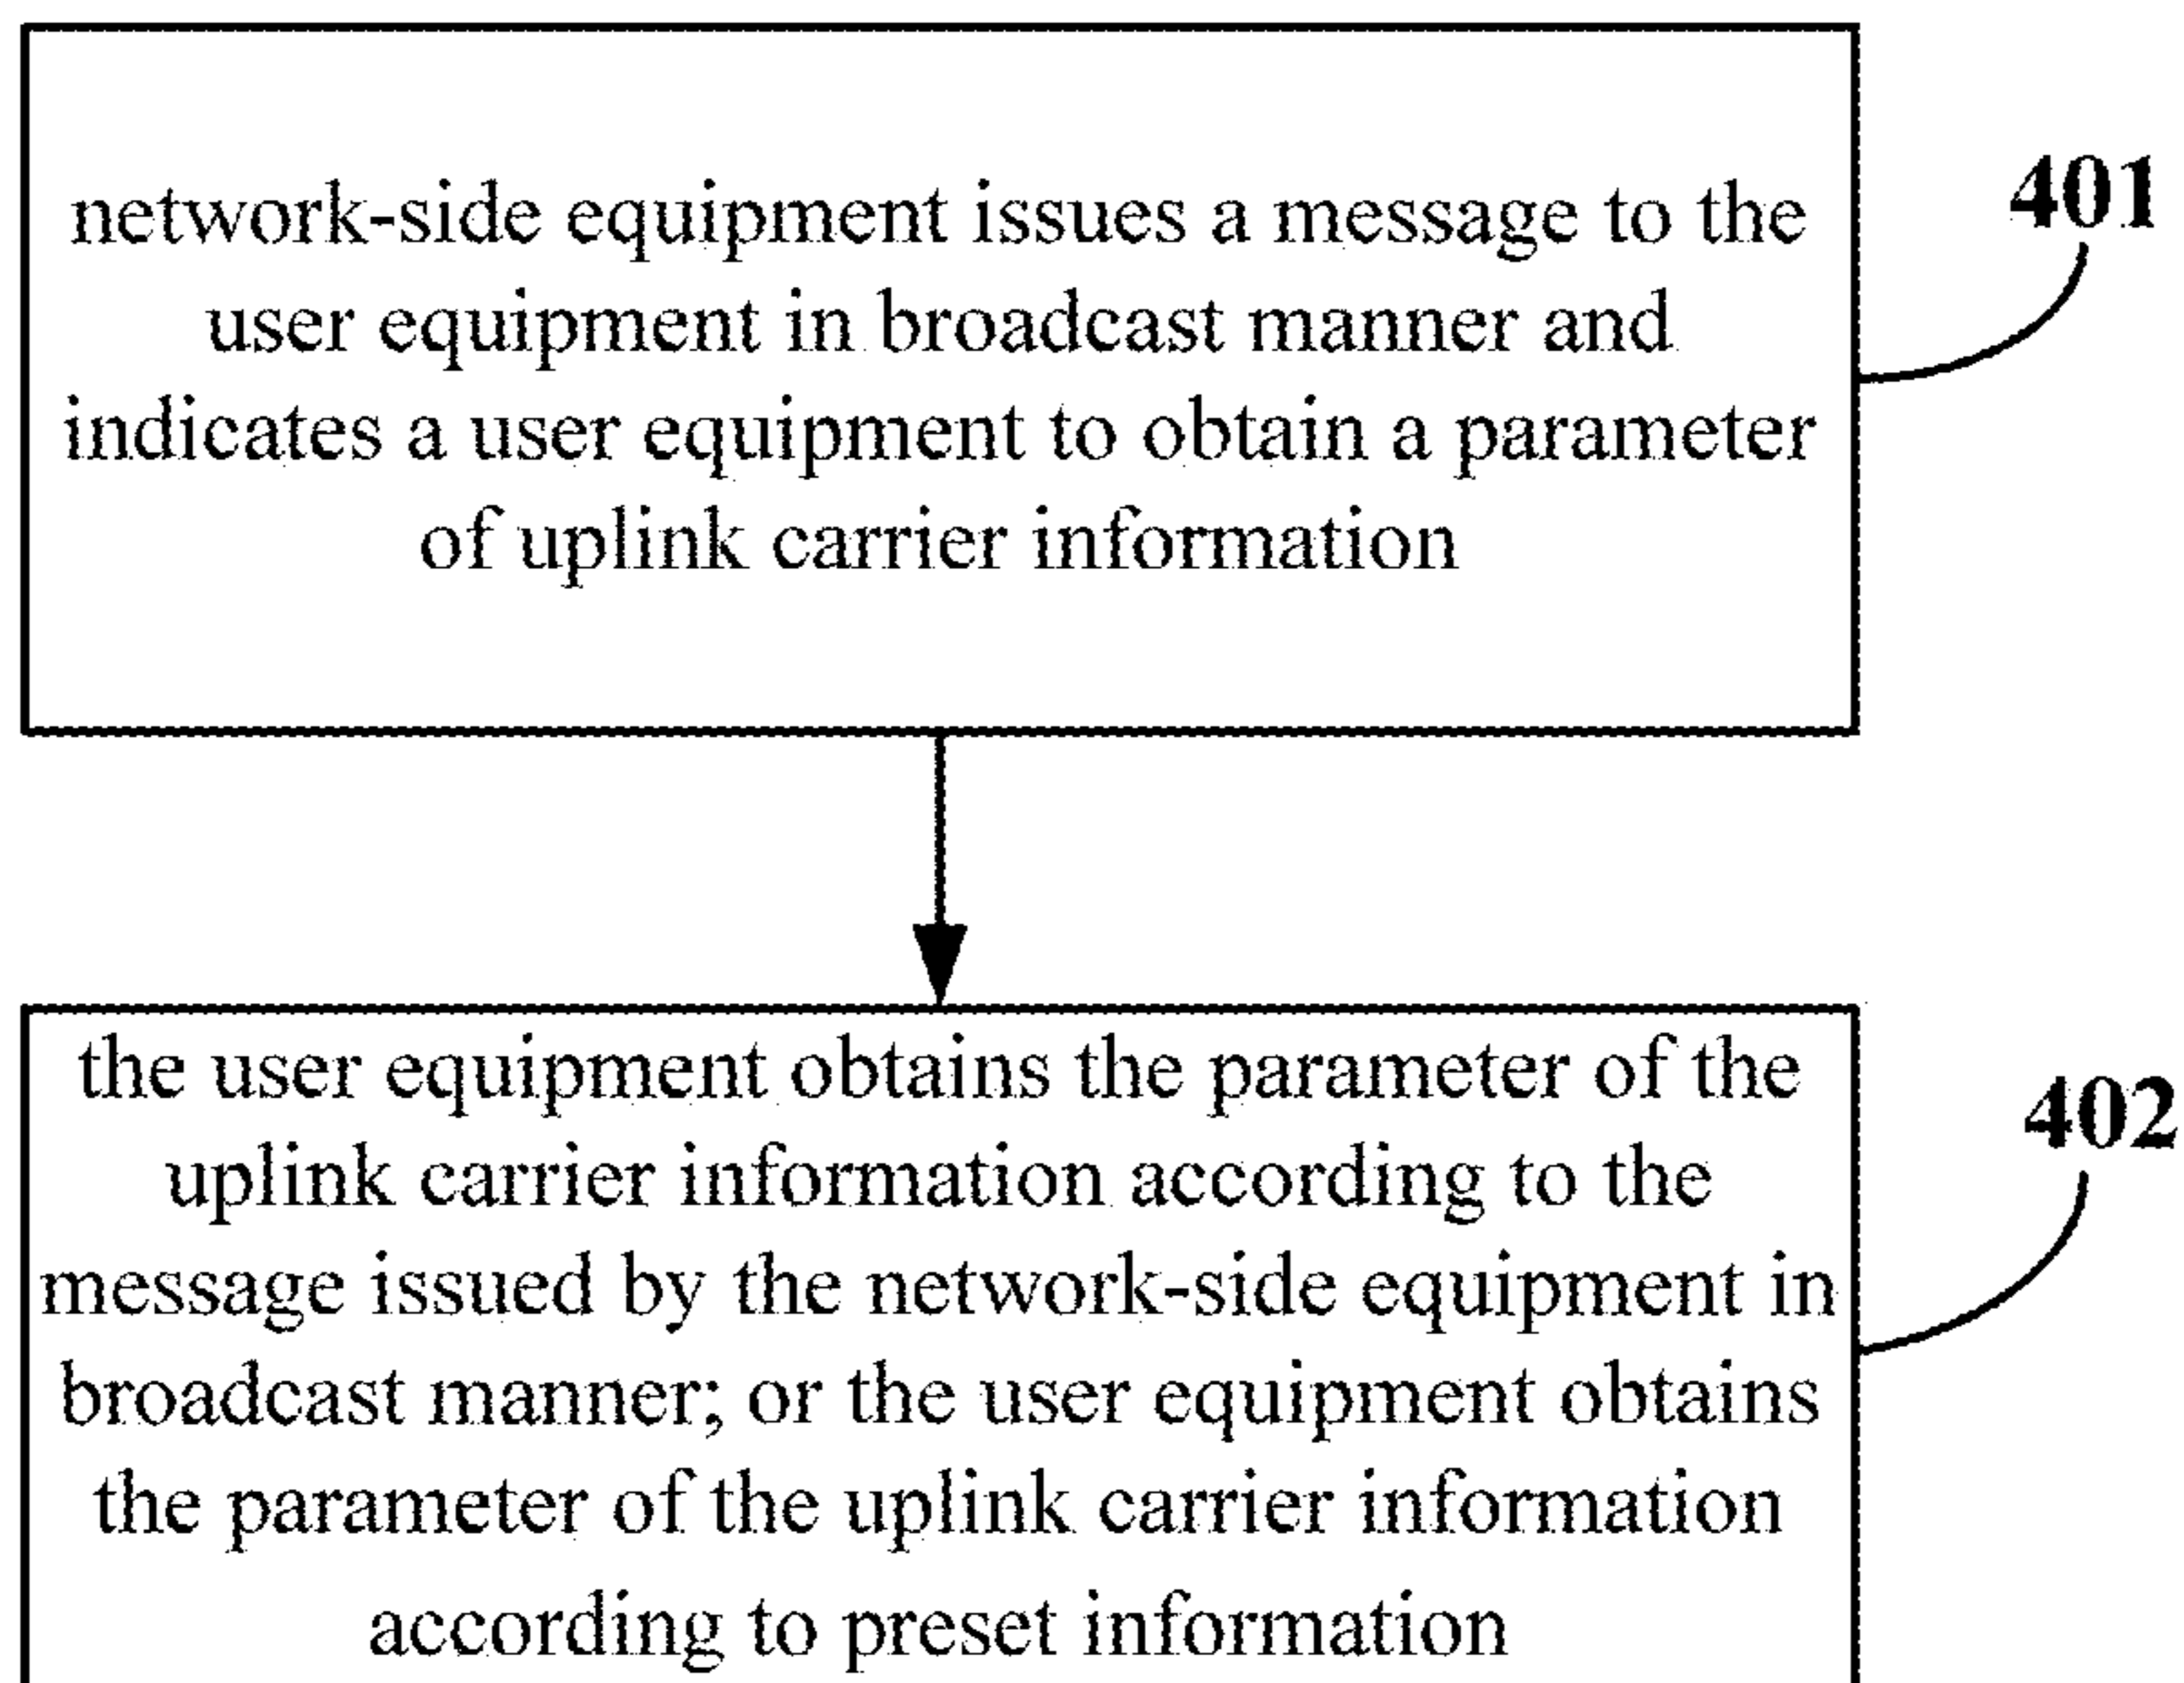 network-side equipment issues a message to the
user equipment in broadcast manner and
indicates a user equipment to obtain a parameter
of uplink carrier information
401
the user equipment obtains the parameter of the
uplink carrier information according to the
message issued by the network-side equipment in
broadcast manner; or the user equipment obtains
the parameter of the uplink carrier information
according to preset information
402